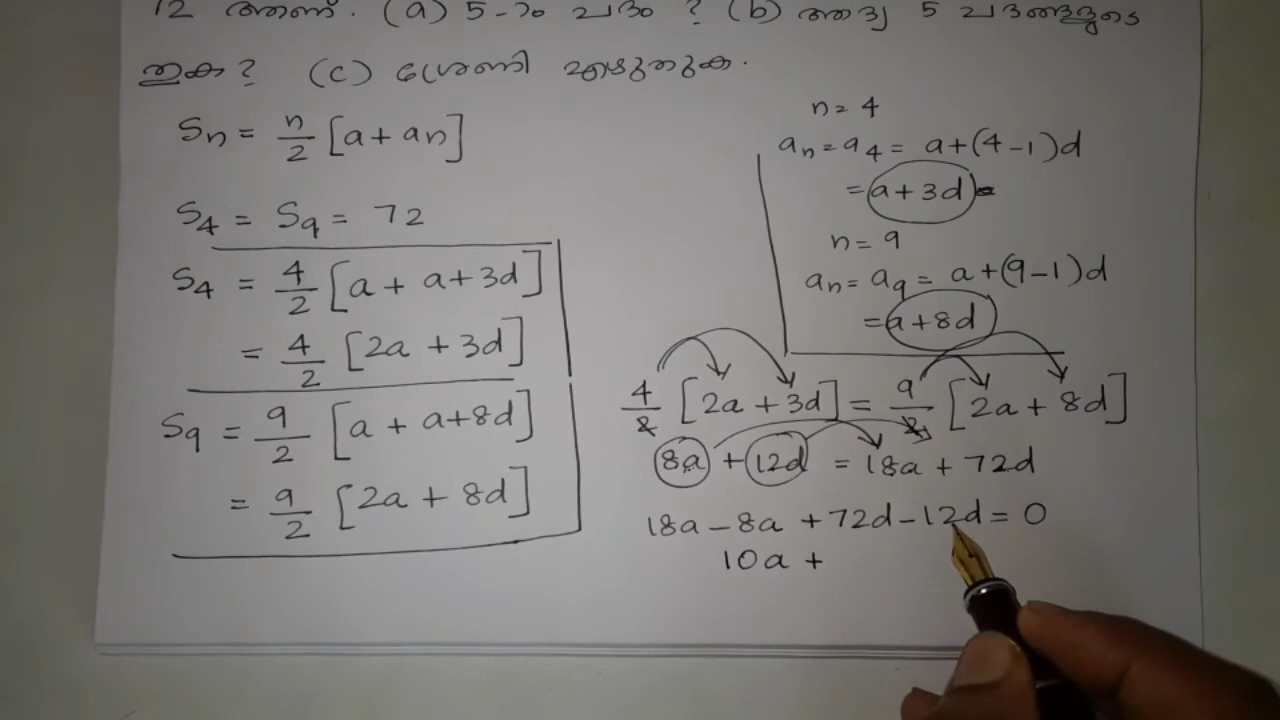 12 ആണ്. (a) 5-ാം പദം ? (b) ആദ്യ 5 പദങ്ങളുടെ
തുക ? (c) ശ്രേണി എഴുതുക.
Sn = n/2 [a + an]
S4 = S9 = 72
S4 = 4/2 [a + a + 3d]
= 4/2 [2a + 3d]
S9 = 9/2 [a + a + 8d]
= 9/2 [2a + 8d]
n = 4
an = a4 = a + (4 - 1)d
= a + 3d
n = 9
an = a9 = a + (9 - 1)d
= a + 8d
4/2 [2a + 3d] = 9/2 [2a + 8d]
8a + 12d = 18a + 72d
18a - 8a + 72d - 12d = 0
10a +